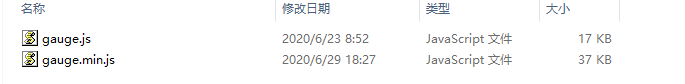 名称 修改日期 类型 大小
gauge.js 2020/6/23 8:52 JavaScript 文件 17 KB
gauge.min.js 2020/6/29 18:27 JavaScript 文件 37 KB